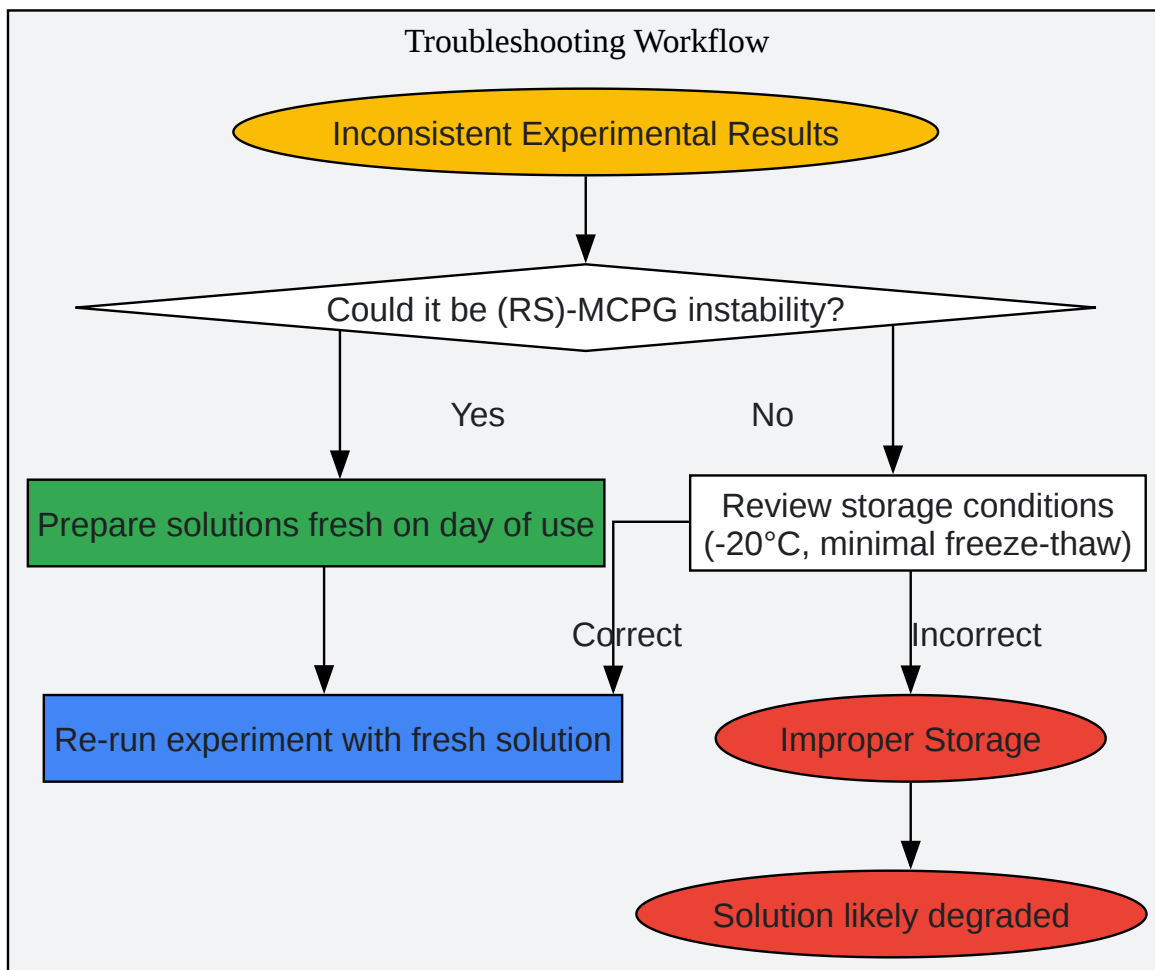 Troubleshooting Workflow
Inconsistent Experimental Results
Could it be (RS)-MCPG instability?
Yes
No
Prepare solutions fresh on day of use
Review storage conditions
(-20°C, minimal freeze-thaw)
Correct
Incorrect
Re-run experiment with fresh solution
Improper Storage
Solution likely degraded